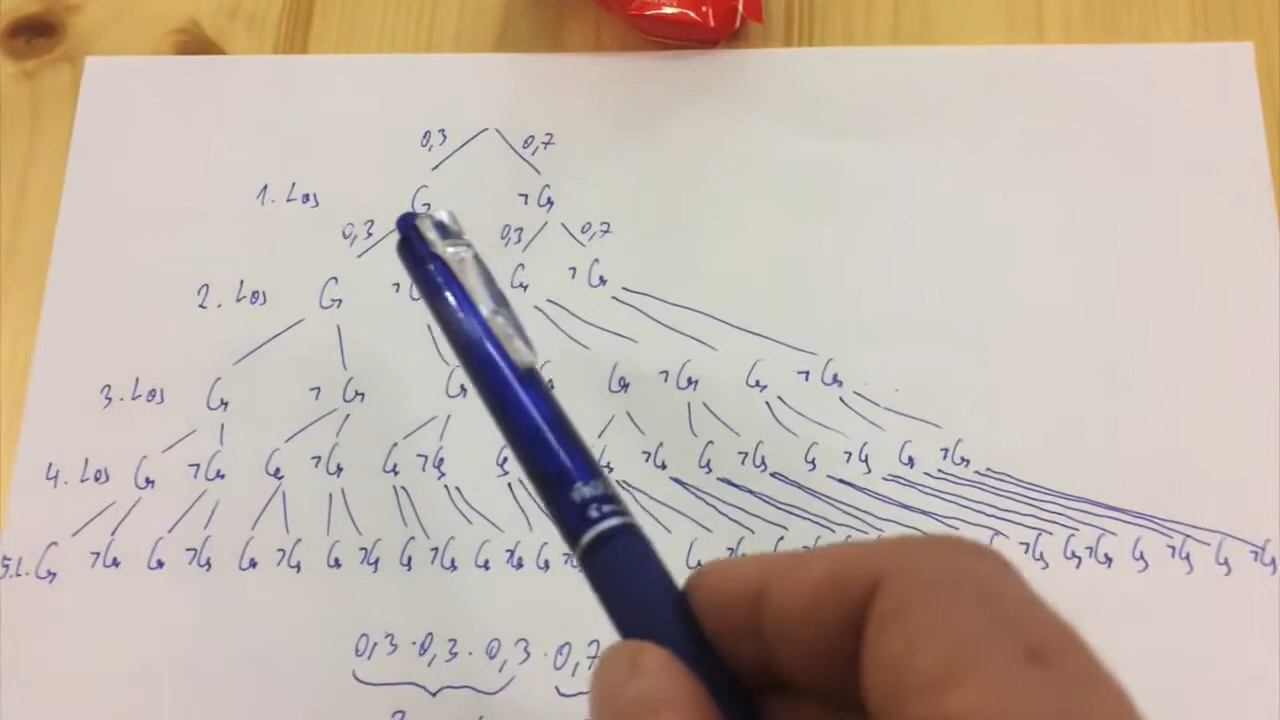 0,3 0,7
1. Los G ¬G
0,3 0,3 0,7
2. Los G ¬G G ¬G
3. Los G ¬G G G G ¬G G ¬G
4. Los G ¬G G ¬G G ¬G G G ¬G G ¬G G ¬G G ¬G
5.L. G ¬G G ¬G G ¬G G ¬G G ¬G G ¬G G G G ¬G G ¬G G ¬G G ¬G
0,3 · 0,3 · 0,3 · 0,7